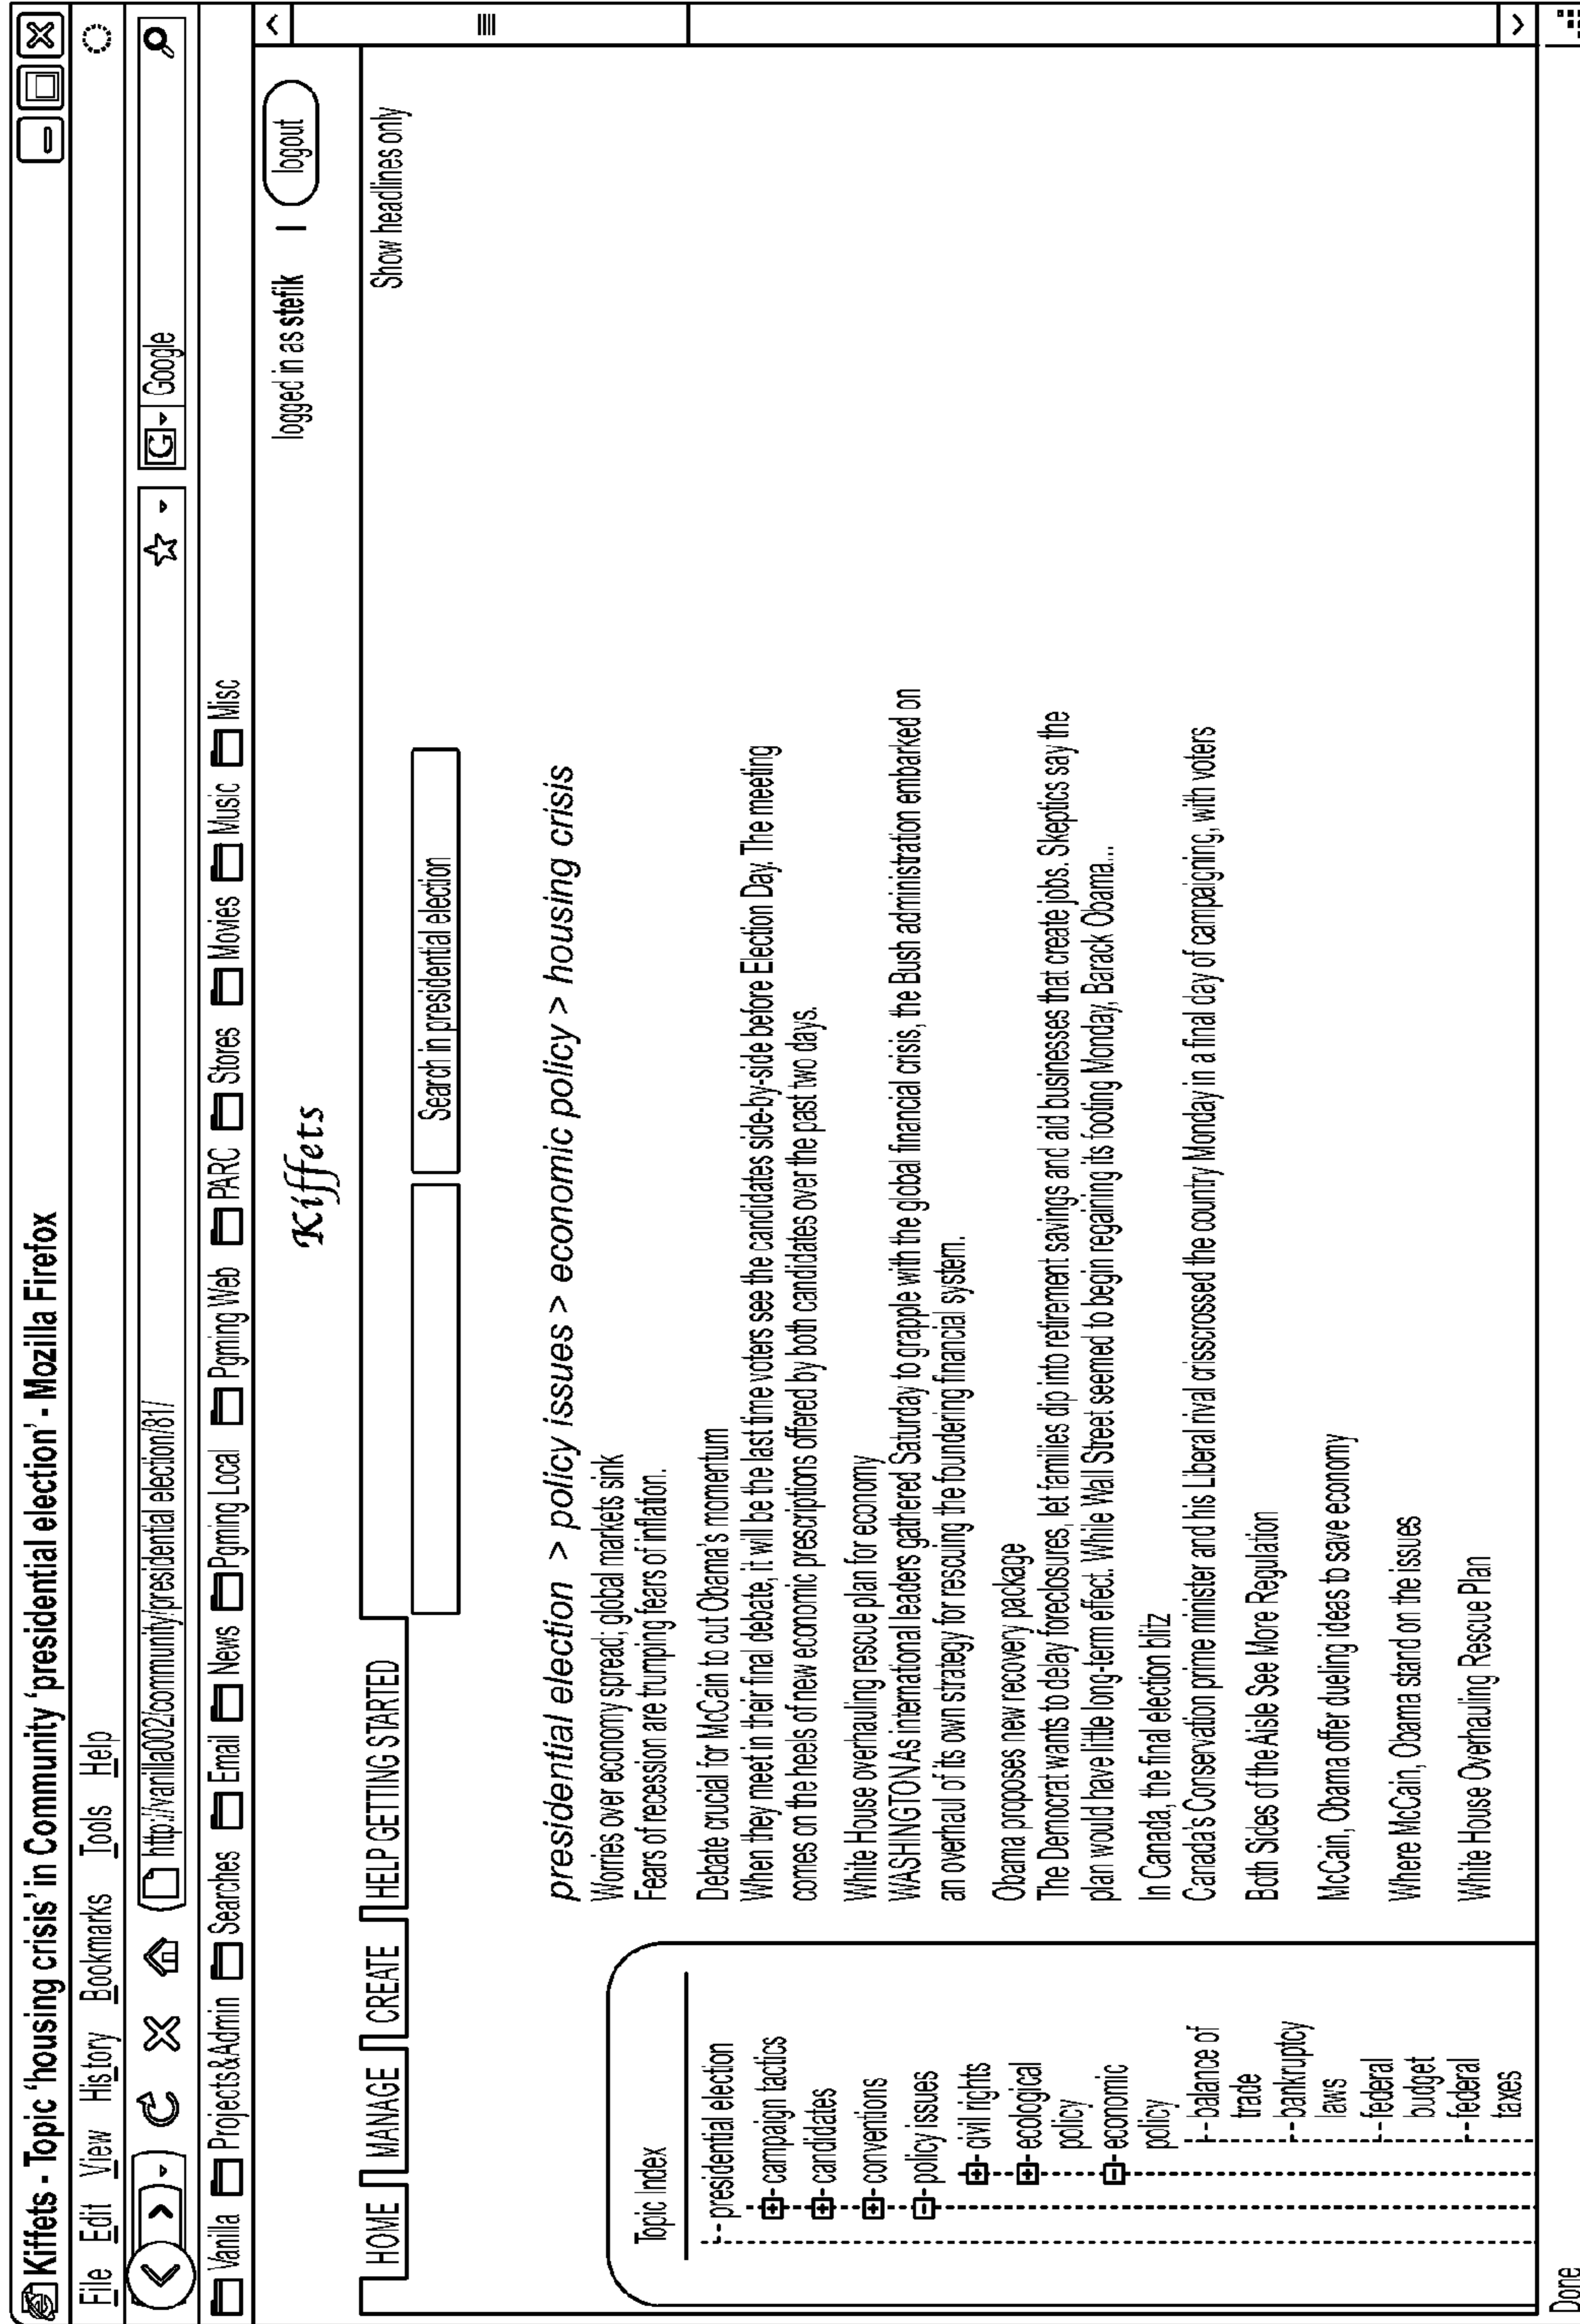 Kiffets - Topic 'housing crisis' in Community 'presidential election' - Mozilla Firefox
File Edit View History Bookmarks Tools Help
http://vanilla002/community/presidential election/81/
G Google
Vanilla Projects&Admin Searches Email News Pgming Local Pgming Web PARC Stores Movies Music Misc
Kiffets
logged in as stefik | logout
HOME MANAGE CREATE HELP GETTING STARTED
Show headlines only
Search in presidential election
presidential election > policy issues > economic policy > housing crisis
Worries over economy spread, global markets sink
Fears of recession are trumping fears of inflation.
Debate crucial for McCain to cut Obama's momentum
When they meet in their final debate, it will be the last time voters see the candidates side-by-side before Election Day. The meeting
comes on the heels of new economic prescriptions offered by both candidates over the past two days.
White House overhauling rescue plan for economy
WASHINGTON As international leaders gathered Saturday to grapple with the global financial crisis, the Bush administration embarked on
an overhaul of its own strategy for rescuing the foundering financial system.
Obama proposes new recovery package
The Democrat wants to delay foreclosures, let families dip into retirement savings and aid businesses that create jobs. Skeptics say the
plan would have little long-term effect. While Wall Street seemed to begin regaining its footing Monday, Barack Obama...
In Canada, the final election blitz
Canada's Conservation prime minister and his Liberal rival crisscrossed the country Monday in a final day of campaigning, with voters
Both Sides of the Aisle See More Regulation
McCain, Obama offer dueling ideas to save economy
Where McCain, Obama stand on the issues
White House Overhauling Rescue Plan
Topic Index
presidential election
campaign tactics
candidates
conventions
policy issues
civil rights
ecological
policy
economic
policy
balance of
trade
bankruptcy
laws
federal
budget
federal
taxes
Done